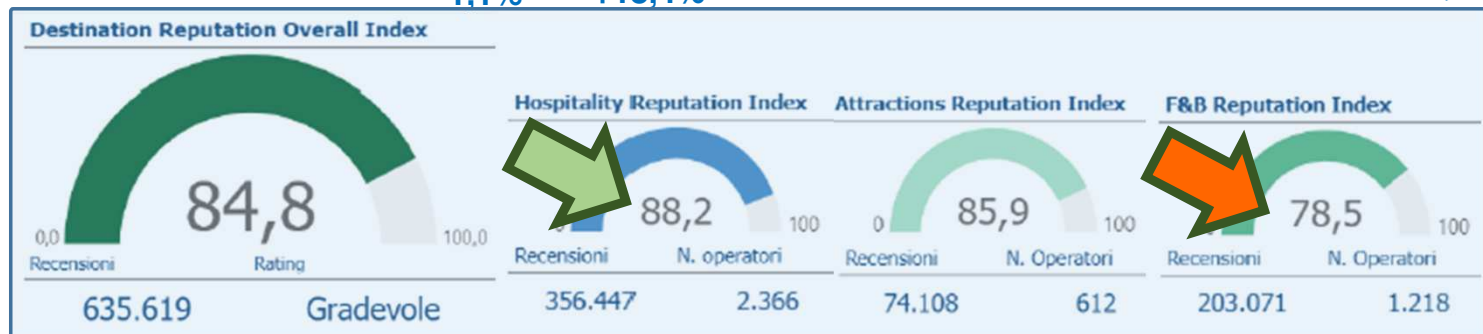 Destination Reputation Overall Index
84,8
0,0
100,0
Recensioni Rating
635.619 Gradevole
Hospitality Reputation Index
88,2
100
Recensioni N. operatori
356.447 2.366
Attractions Reputation Index
85,9
0
100
Recensioni N. Operatori
74.108 612
F&B Reputation Index
78,5
100
Recensioni N. Operatori
203.071 1.218